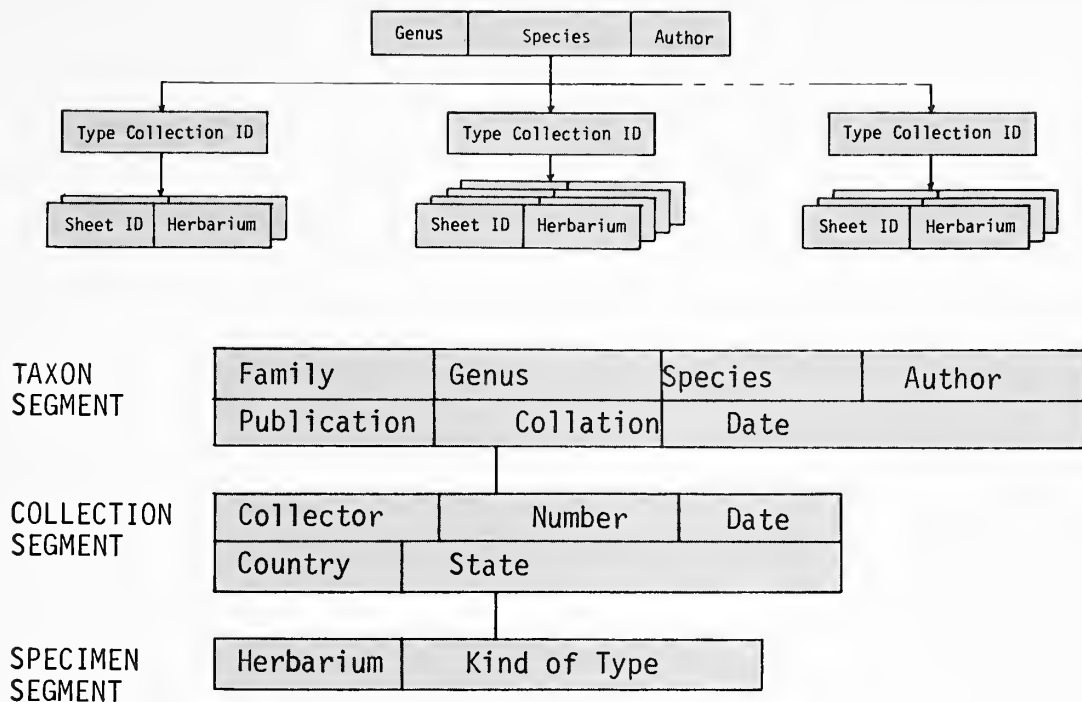 Genus Species Author
Type Collection ID Type Collection ID Type Collection ID
Sheet ID Herbarium Sheet ID Herbarium Sheet ID Herbarium
TAXON SEGMENT
Family Genus Species Author
Publication Collation Date
COLLECTION SEGMENT
Collector Number Date
Country State
SPECIMEN SEGMENT
Herbarium Kind of Type